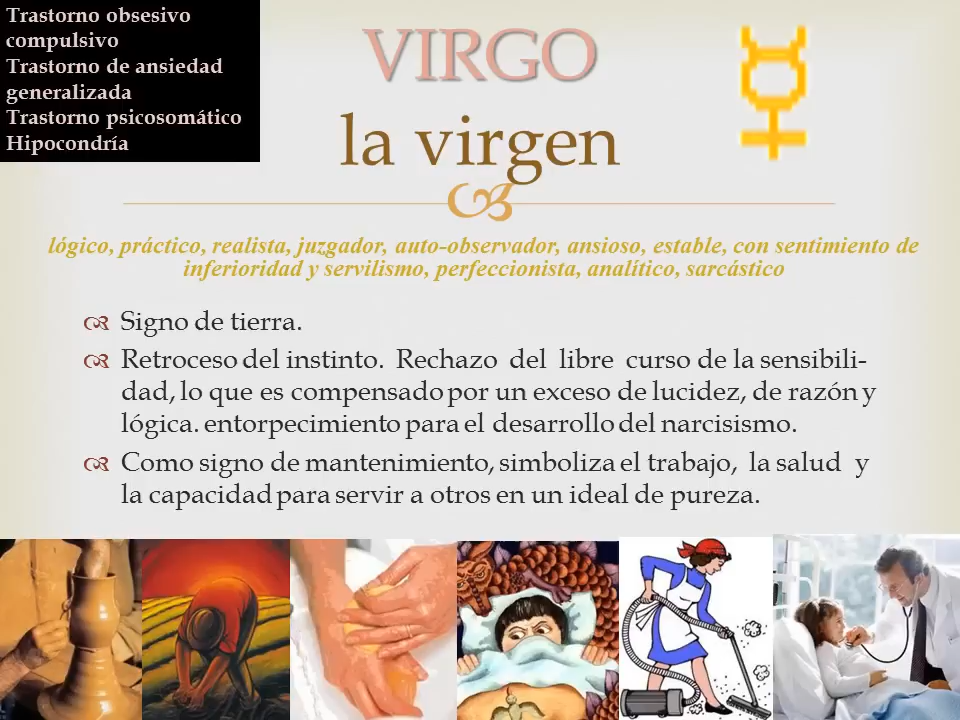 Trastorno obsesivo
compulsivo
Trastorno de ansiedad
generalizada
Trastorno psicosomático
Hipocondría
VIRGO
la virgen
lógico, práctico, realista, juzgador, auto-observador, ansioso, estable, con sentimiento de
inferioridad y servilismo, perfeccionista, analítico, sarcástico
Signo de tierra.
Retroceso del instinto. Rechazo del libre curso de la sensibili-
dad, lo que es compensado por un exceso de lucidez, de razón y
lógica. entorpecimiento para el desarrollo del narcisismo.
Como signo de mantenimiento, simboliza el trabajo, la salud y
la capacidad para servir a otros en un ideal de pureza.